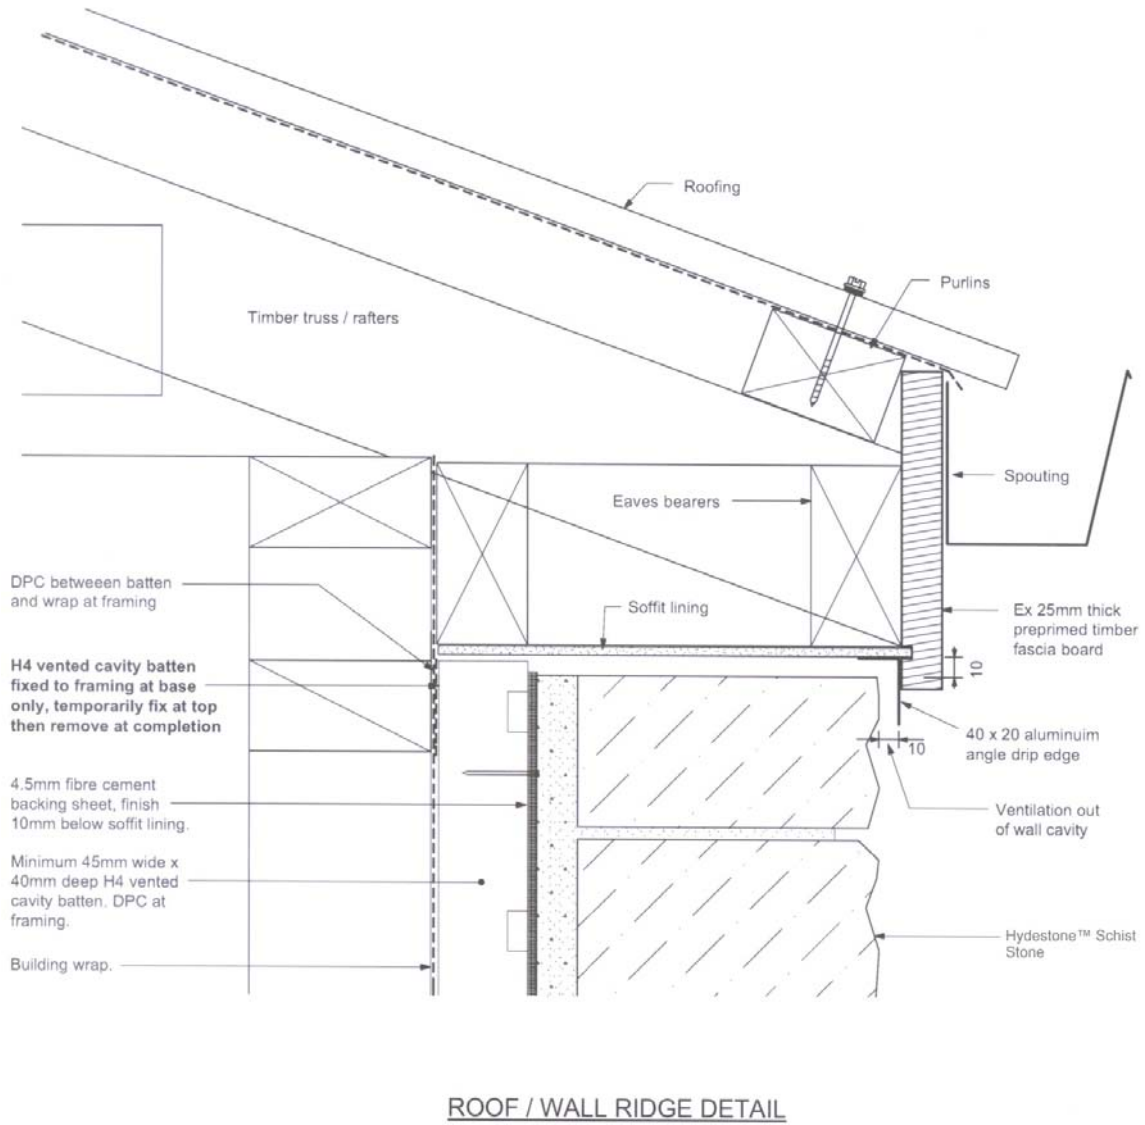 Roofing
Purlins
Timber truss / rafters
Spouting
Eaves bearers
DPC betweeen batten
and wrap at framing
Soffit lining
Ex 25mm thick
preprimed timber
fascia board
10
H4 vented cavity batten
fixed to framing at base
only, temporarily fix at top
then remove at completion
40 x 20 aluminuim
angle drip edge
10
4.5mm fibre cement
backing sheet, finish
10mm below soffit lining.
Ventilation out
of wall cavity
Minimum 45mm wide x
40mm deep H4 vented
cavity batten. DPC at
framing.
Hydestone™ Schist
Stone
Building wrap.
ROOF / WALL RIDGE DETAIL